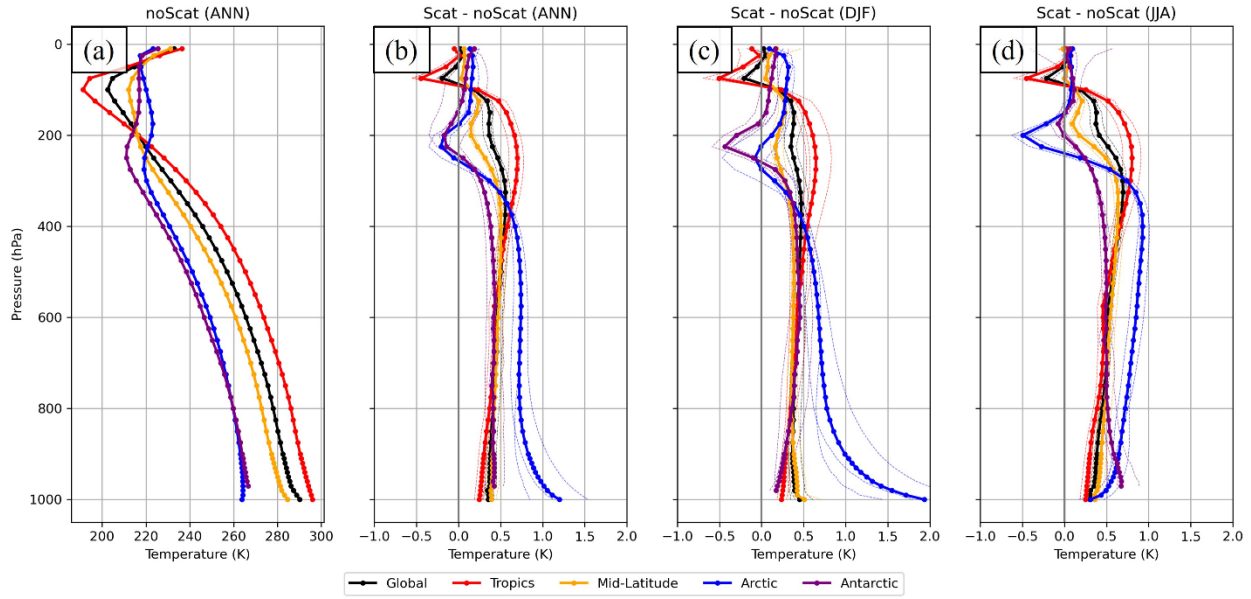 noScat (ANN)
Scat - noScat (ANN)
Scat - noScat (DJF)
Scat - noScat (JJA)
(a)
(b)
(c)
(d)
Pressure (hPa)
0
200
400
600
800
1000
200 220 240 260 280 300
−1.0 −0.5 0.0 0.5 1.0 1.5 2.0
−1.0 −0.5 0.0 0.5 1.0 1.5 2.0
−1.0 −0.5 0.0 0.5 1.0 1.5 2.0
Temperature (K)
Temperature (K)
Temperature (K)
Temperature (K)
Global Tropics Mid-Latitude Arctic Antarctic